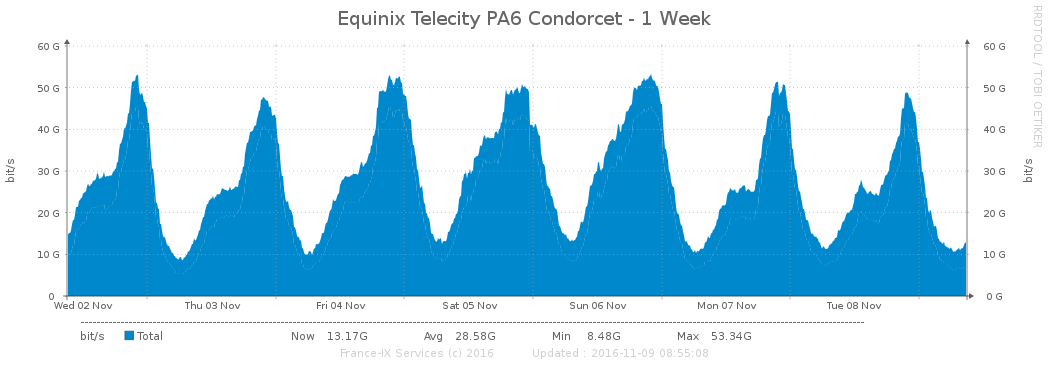 Equinix Telecity PA6 Condorcet - 1 Week
RRDTOOL / TOBI OETIKER
60 G 60 G
50 G 50 G
40 G 40 G
30 G 30 G
20 G 20 G
10 G 10 G
0 0 G
bit/s bit/s
Wed 02 Nov Thu 03 Nov Fri 04 Nov Sat 05 Nov Sun 06 Nov Mon 07 Nov Tue 08 Nov
bit/s Total Now 13.17G Avg 28.58G Min 8.48G Max 53.34G
France-IX Services (c) 2016 Updated : 2016-11-09 08:55:08